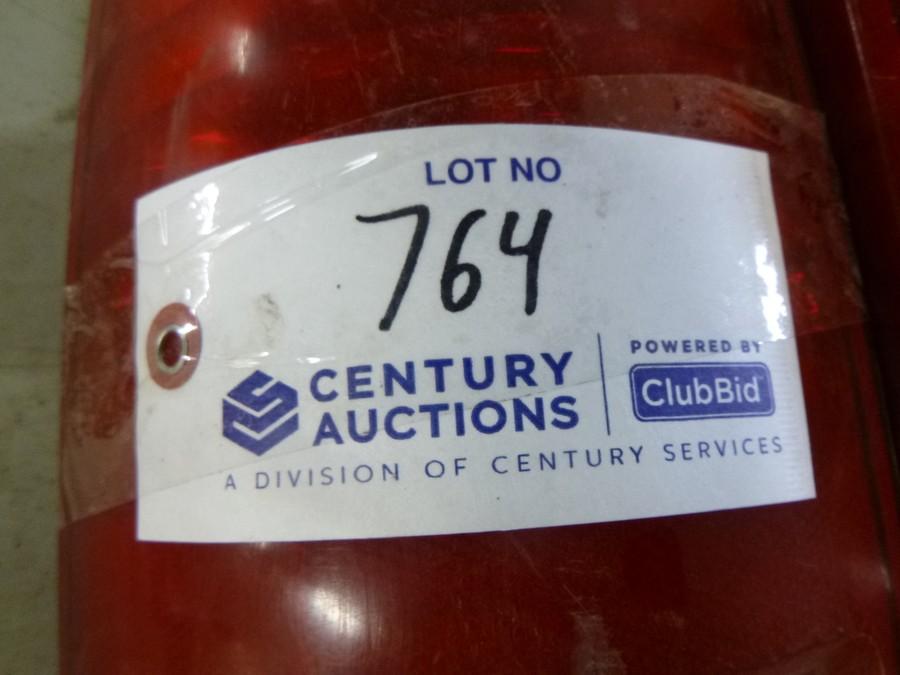 LOT NO
764
CENTURY
AUCTIONS
POWERED BY
ClubBid
A DIVISION OF CENTURY SERVICES